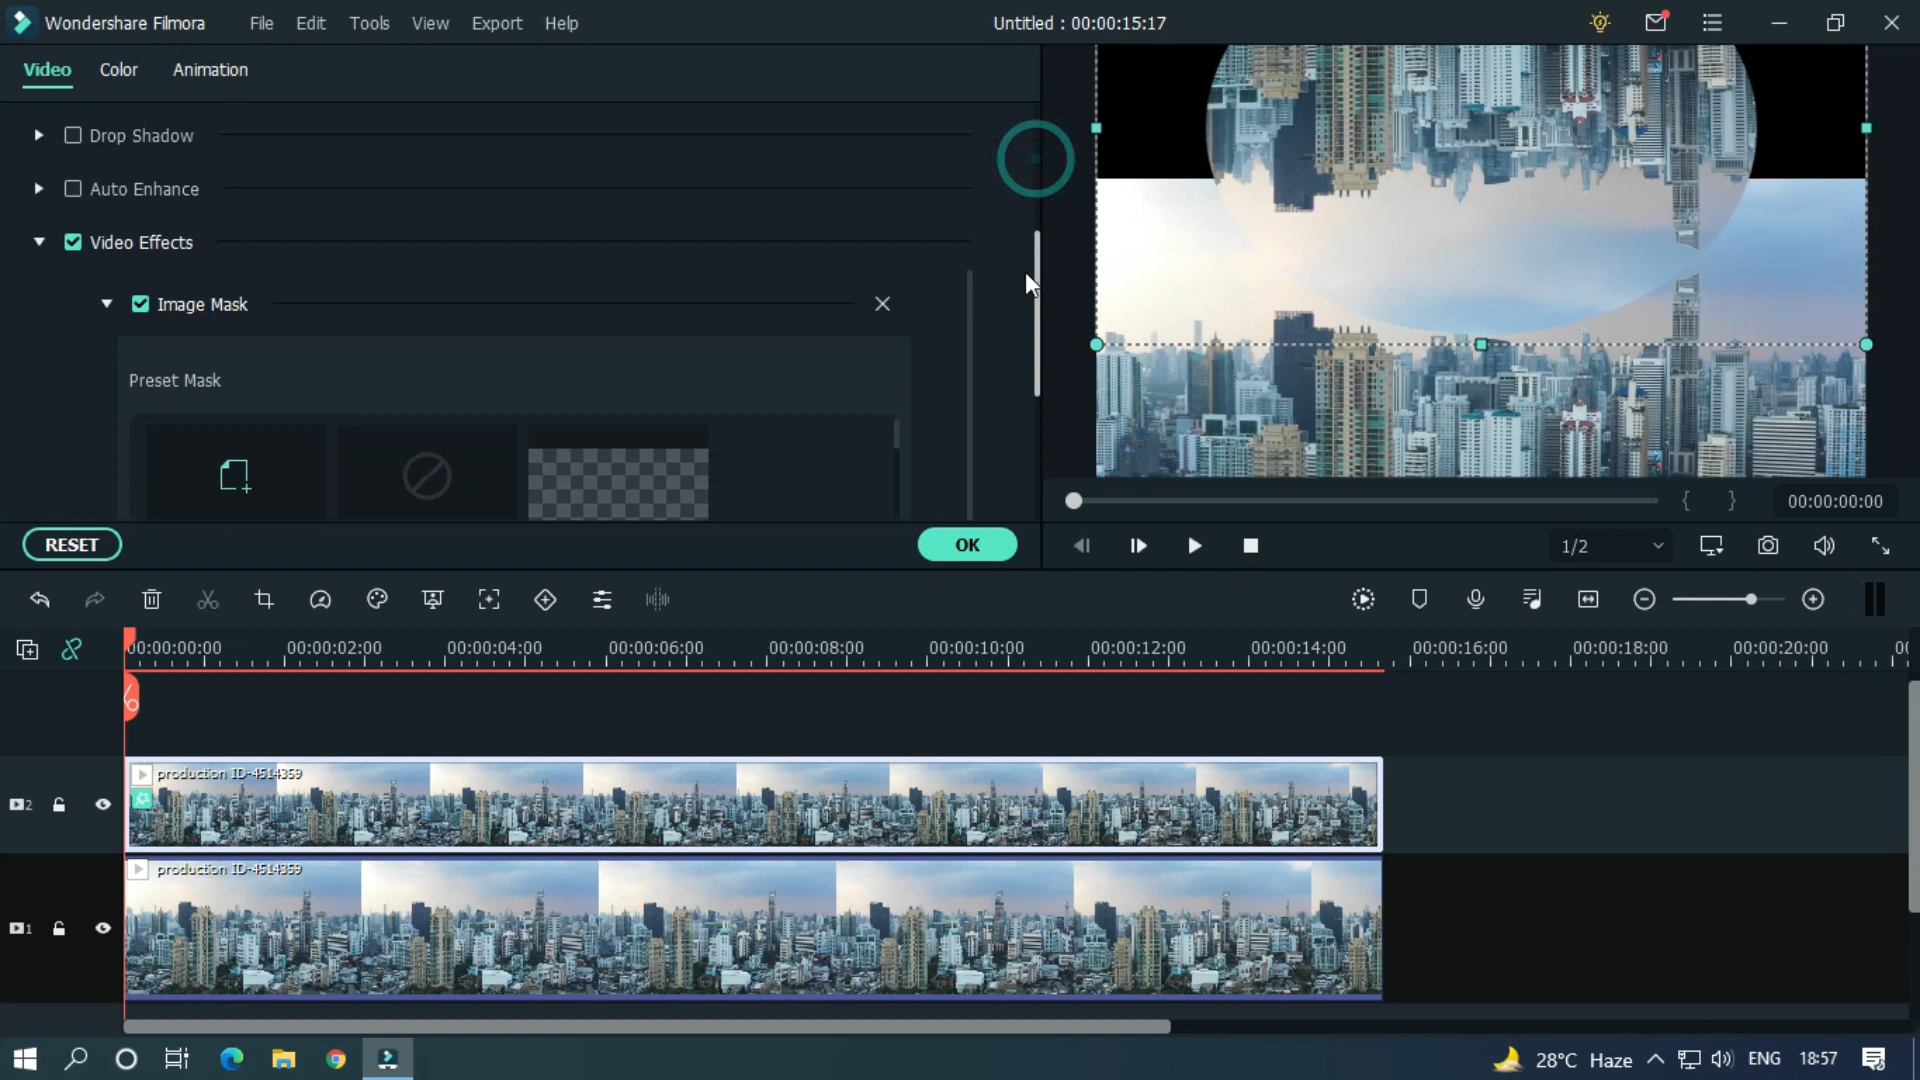 Wondershare Filmora File Edit Tools View Export Help Untitled : 00:00:15:17
Video Color Animation
Drop Shadow
Auto Enhance
Video Effects
Image Mask
Preset Mask
RESET OK
{ } 00:00:00:00
1/2
00:00:00:00 00:00:02:00 00:00:04:00 00:00:06:00 00:00:08:00 00:00:10:00 00:00:12:00 00:00:14:00 00:00:16:00 00:00:18:00 00:00:20:00
production ID-4514359
2
production ID-4514359
1
28°C Haze ENG 18:57